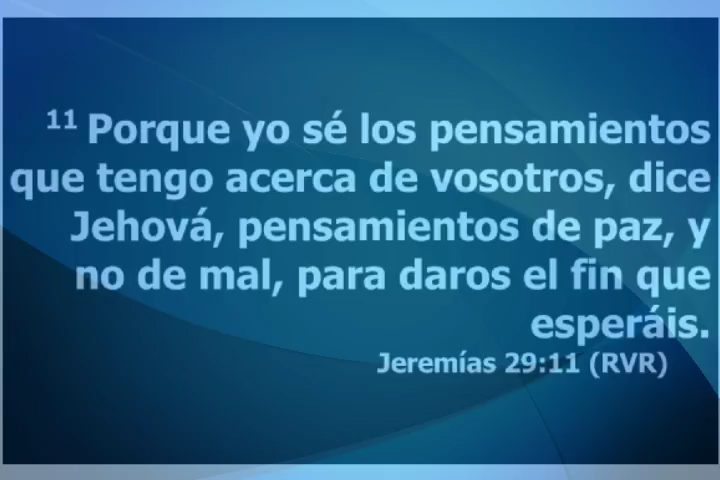 11 Porque yo sé los pensamientos
que tengo acerca de vosotros, dice
Jehová, pensamientos de paz, y
no de mal, para daros el fin que
esperáis.
Jeremías 29:11 (RVR)